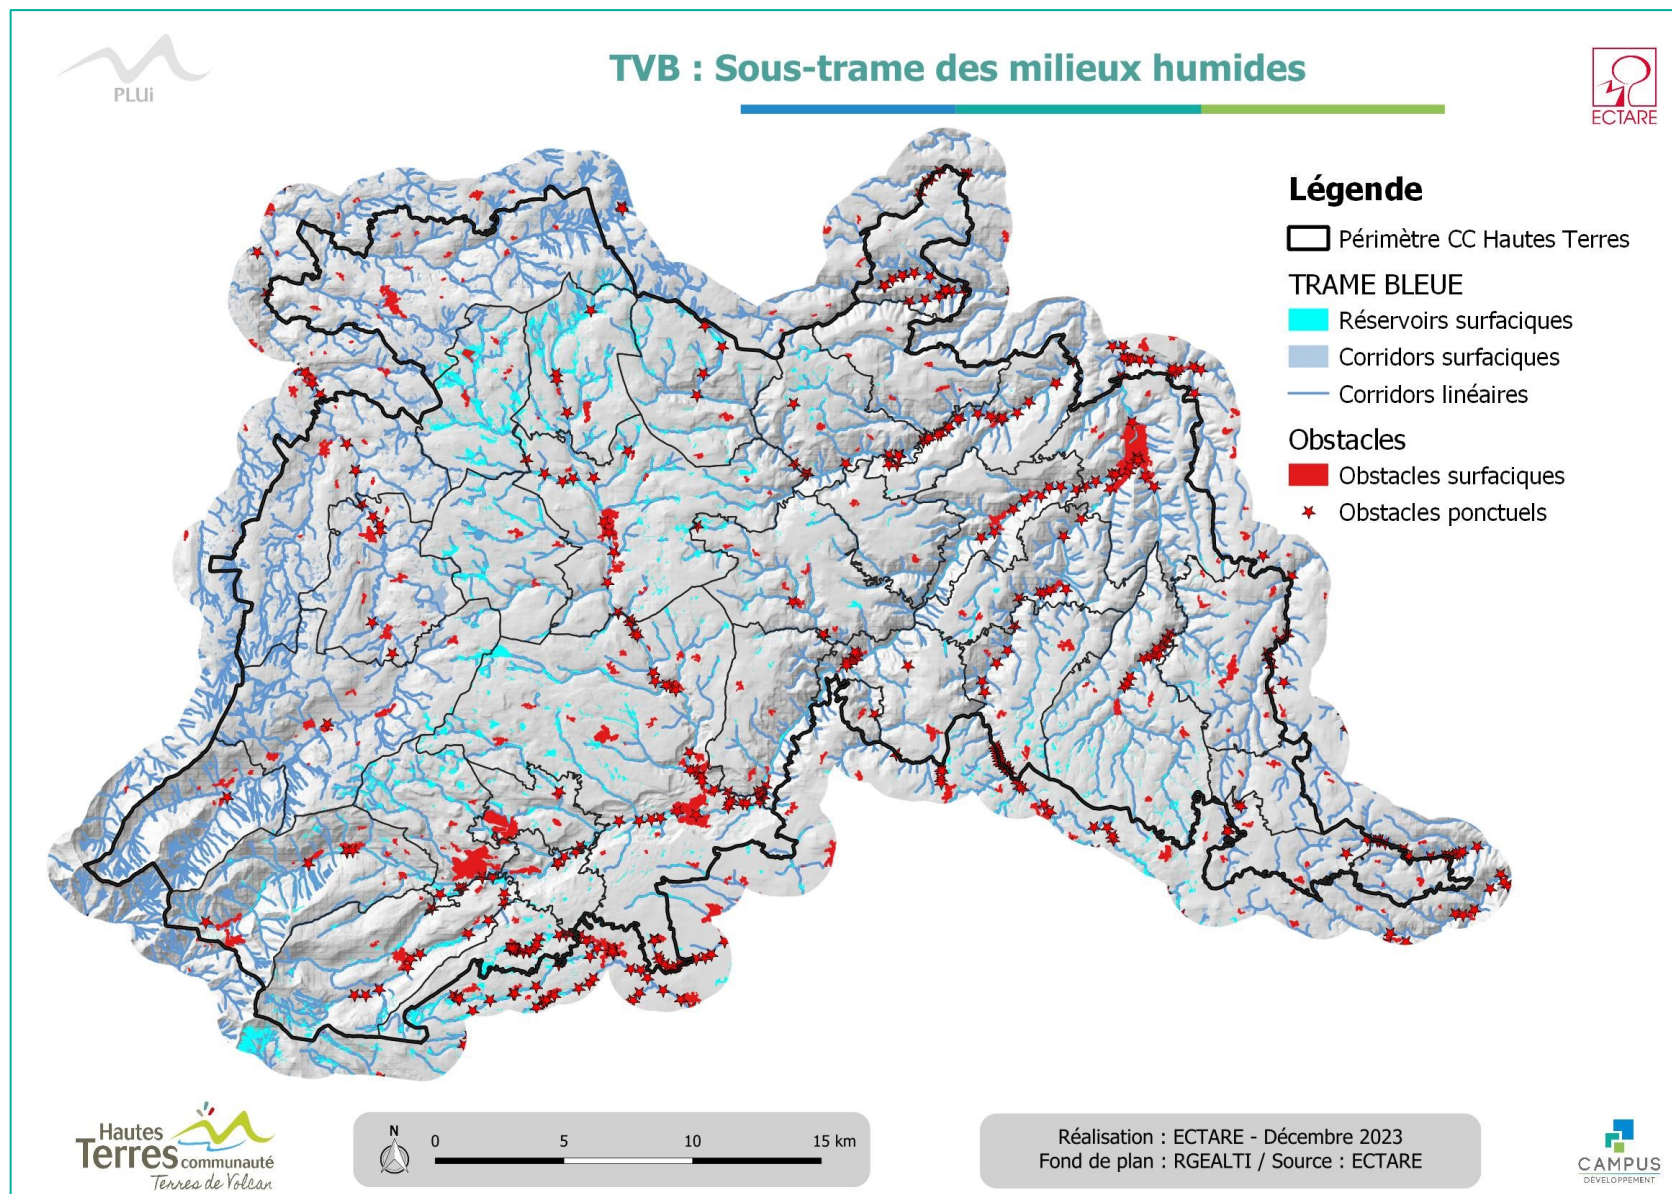 PLUi
TVB : Sous-trame des milieux humides
ECTARE
Légende
Périmètre CC Hautes Terres
TRAME BLEUE
Réservoirs surfaciques
Corridors surfaciques
Corridors linéaires
Obstacles
Obstacles surfaciques
Obstacles ponctuels
Hautes
Terres communauté
Terres de Volcan
N
0 5 10 15 km
Réalisation : ECTARE - Décembre 2023
Fond de plan : RGEALTI / Source : ECTARE
CAMPUS
DÉVELOPPEMENT